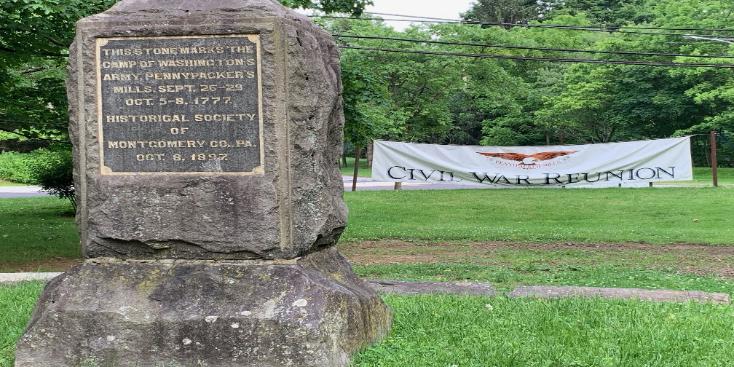 THIS STONE MARKS THE
CAMP OF WASHINGTON'S
ARMY, PENNYPACKER'S
MILLS, SEPT. 26-29
OCT. 5-8, 1777.
HISTORICAL SOCIETY
OF
MONTGOMERY CO., PA.
OCT. 8, 1897.
CIVIL WAR REUNION